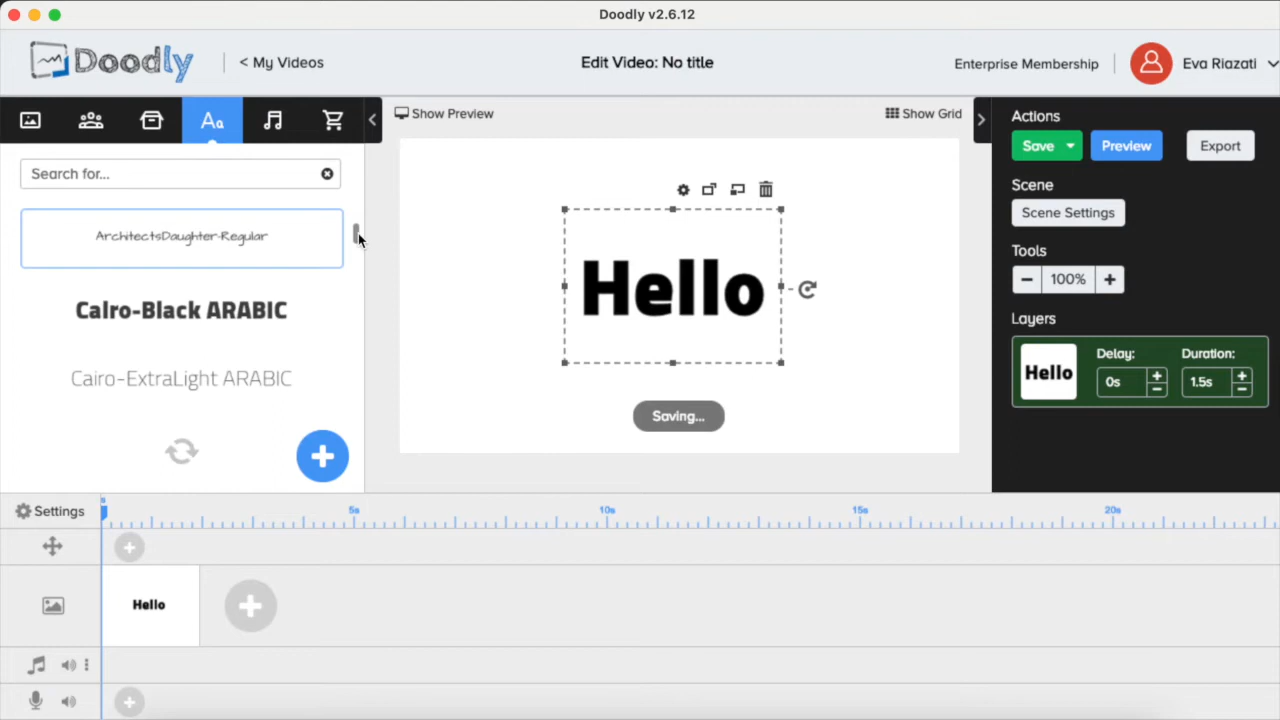 Doodly v2.6.12
Doodly
< My Videos
Edit Video: No title
Enterprise Membership
Eva Riazati
Aa
Show Preview
Show Grid
Search for...
ArchitectsDaughter-Regular
Cairo-Black ARABIC
Cairo-ExtraLight ARABIC
Hello
Saving...
Actions
Save
Preview
Export
Scene
Scene Settings
Tools
100%
Layers
Hello
Delay:
0s
Duration:
1.5s
Settings
5s
10s
15s
20s
Hello